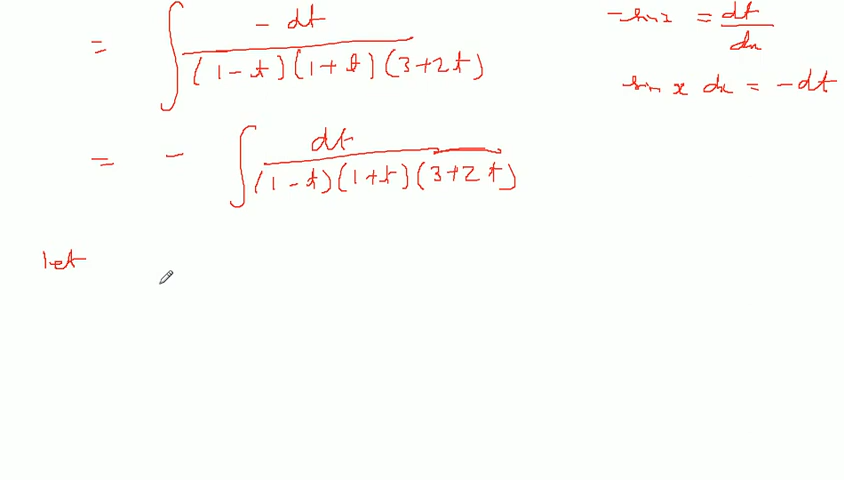 = ∫ - dt / (1-t)(1+t)(3+2t)
-sin x = dt/dx
sin x dx = -dt
= - ∫ dt / (1-t)(1+t)(3+2t)
let